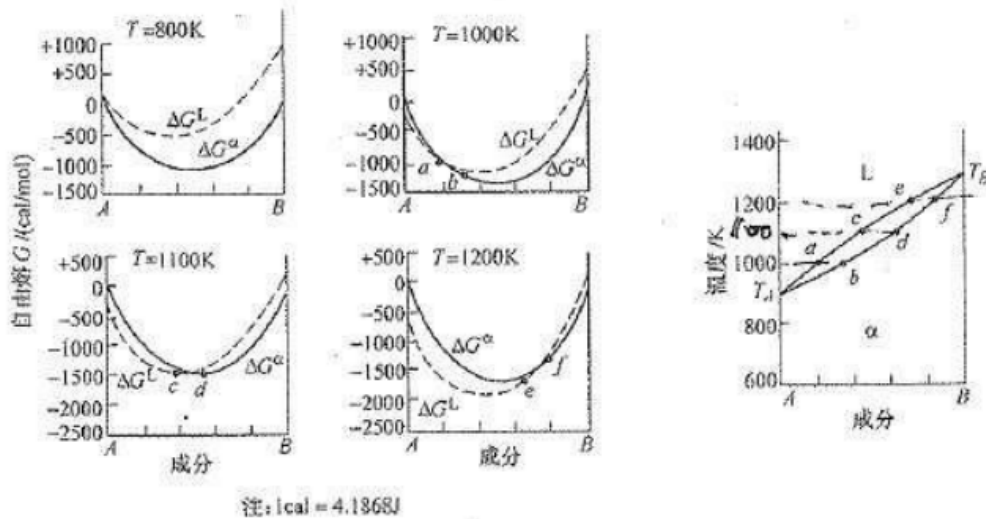 自由焓 G /(cal/mol)
T=800K
+1000
+500
0
−500
−1000
−1500
ΔG^L
ΔG^α
A
B
T=1000K
+1000
+500
0
−500
−1000
−1500
ΔG^L
ΔG^α
a
b
A
B
T=1100K
+500
0
−500
−1000
−1500
−2000
−2500
ΔG^L
ΔG^α
c
d
A
B
成分
T=1200K
+500
0
−500
−1000
−1500
−2000
−2500
ΔG^α
ΔG^L
e
f
A
B
成分
温度/K
1400
1200
1100
1000
800
600
L
T_B
e
f
c
d
a
b
T_A
α
A
B
成分
注:1cal = 4.1868J